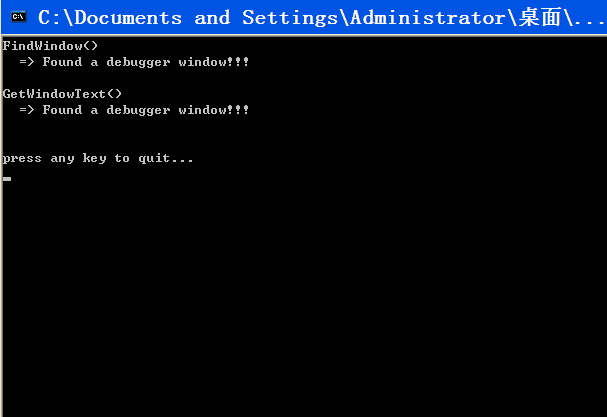 C:\Documents and Settings\Administrator\桌面\...
FindWindow()
=> Found a debugger window!!!
GetWindowText()
=> Found a debugger window!!!
press any key to quit...